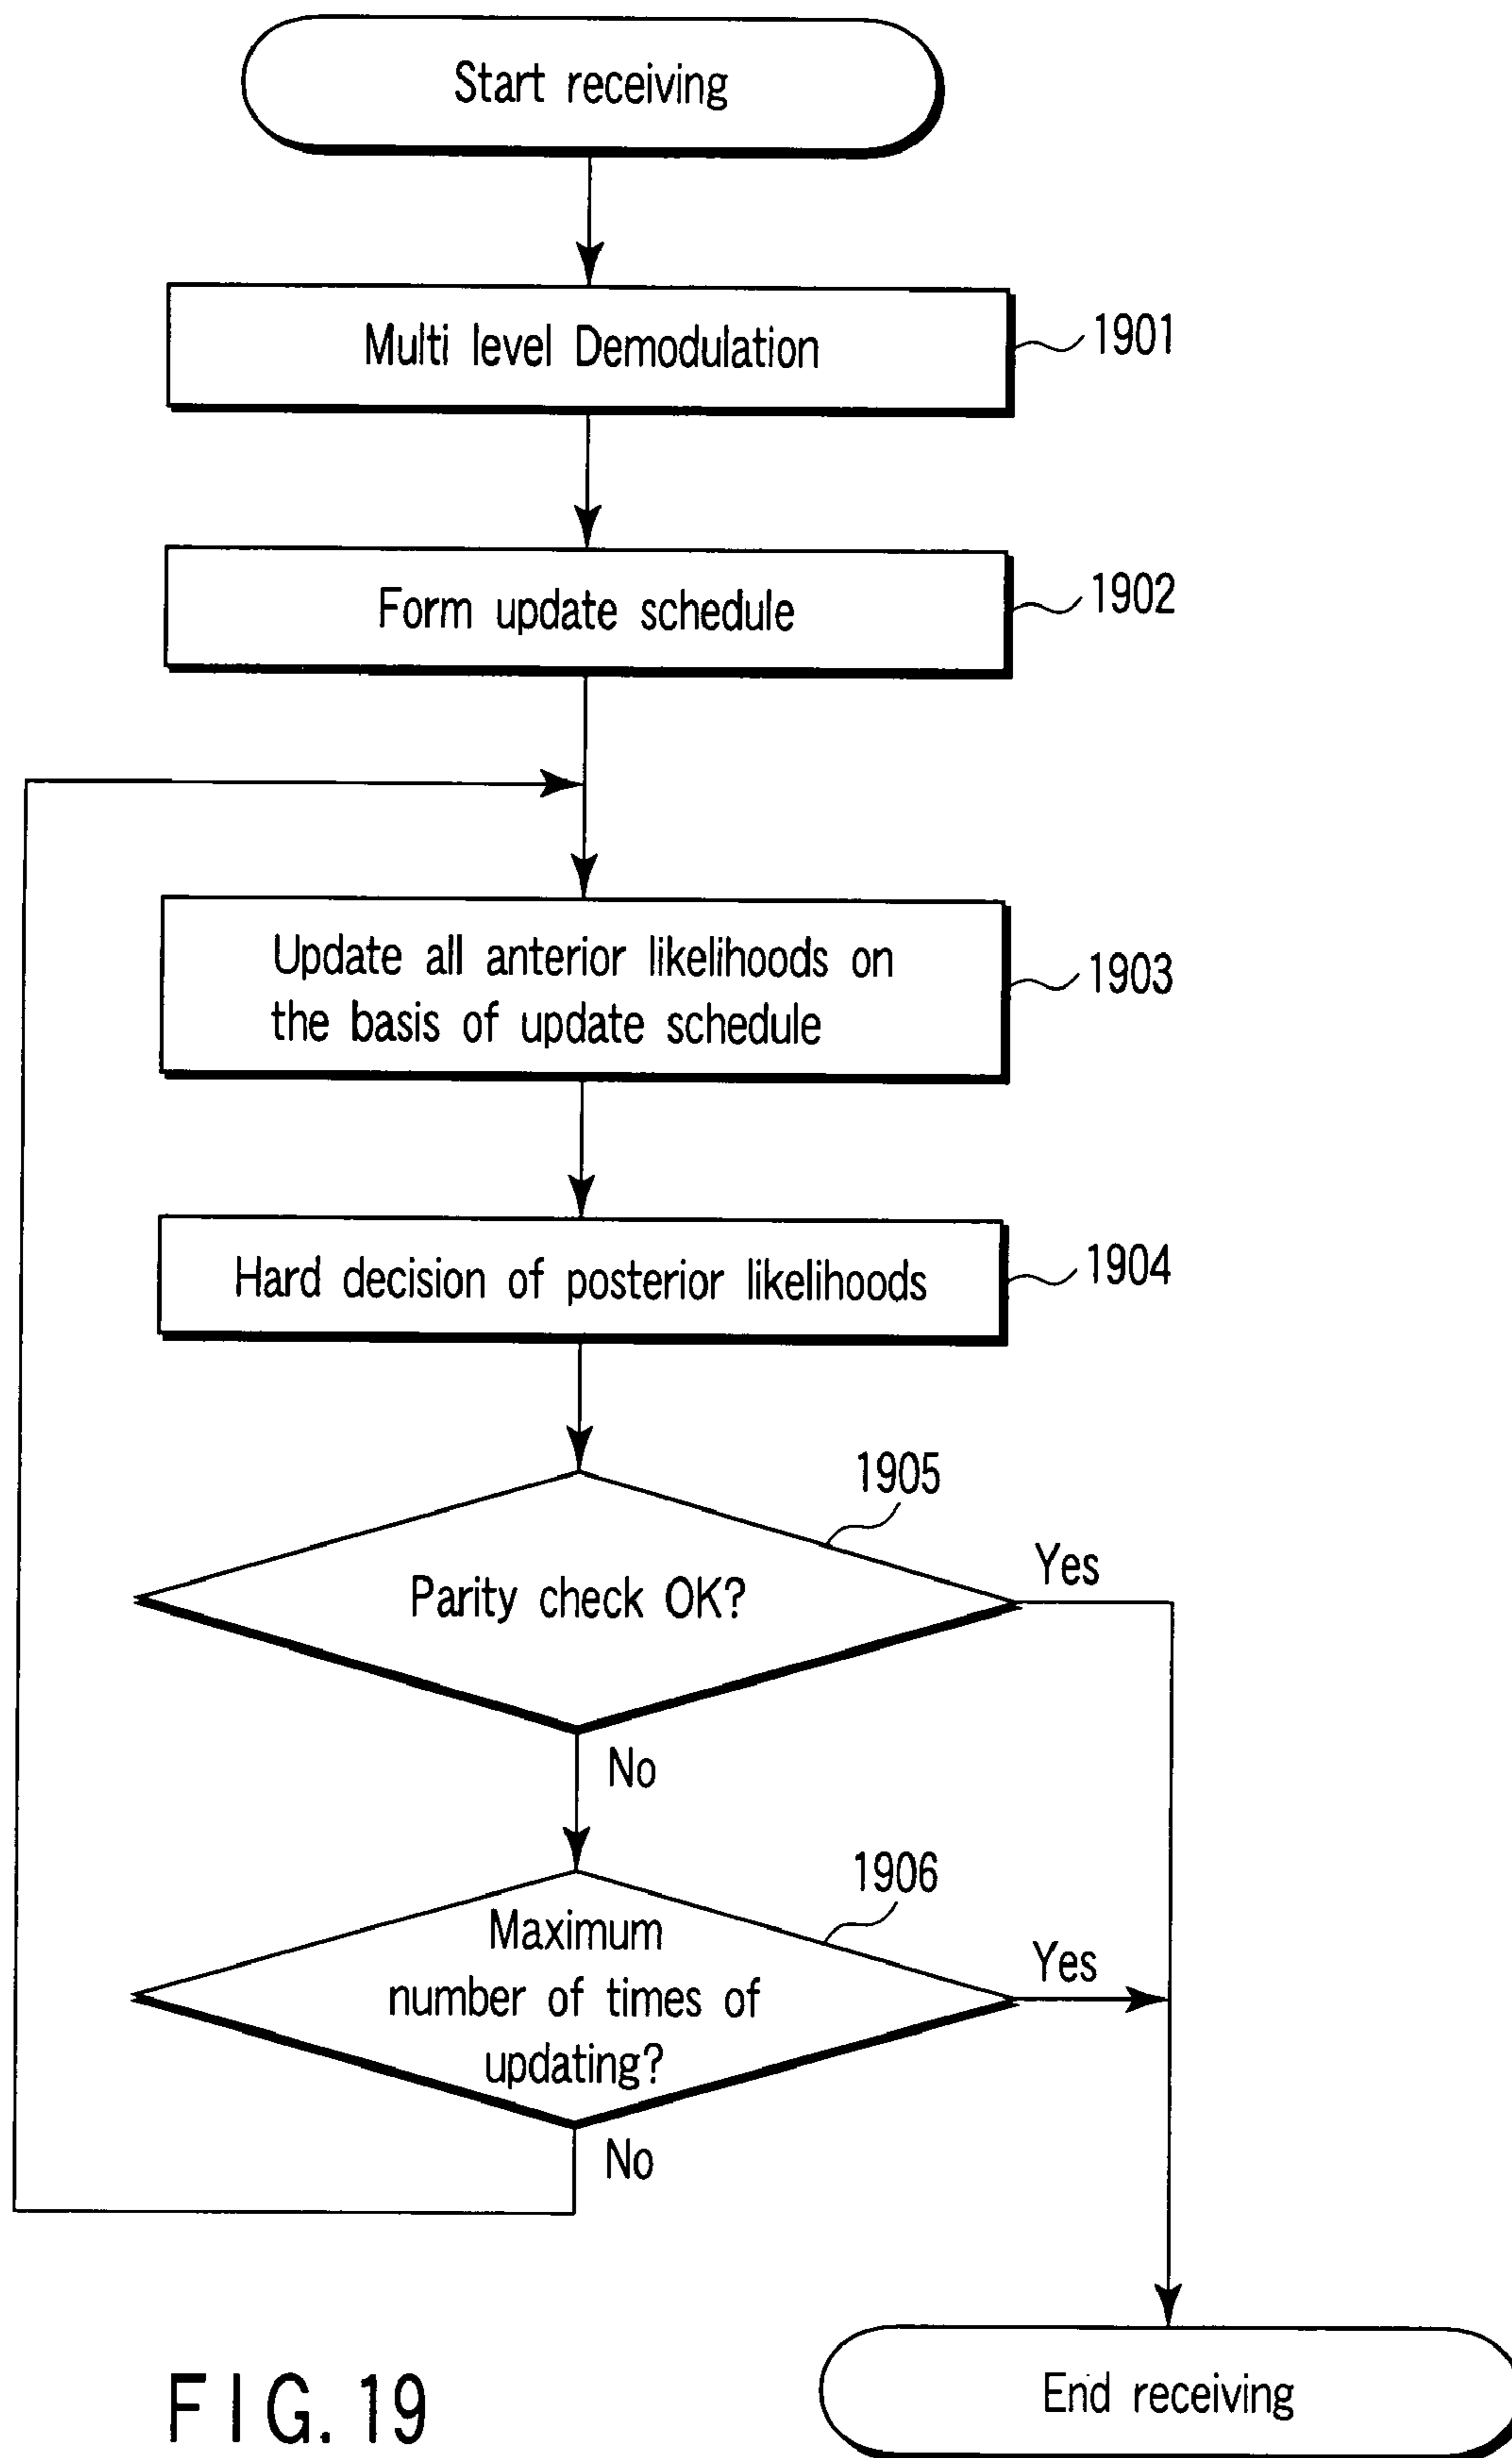 Start receiving
Multi level Demodulation
1901
Form update schedule
1902
Update all anterior likelihoods on
the basis of update schedule
1903
Hard decision of posterior likelihoods
1904
1905
Parity check OK?
Yes
No
1906
Maximum
number of times of
updating?
Yes
No
End receiving
FIG. 19